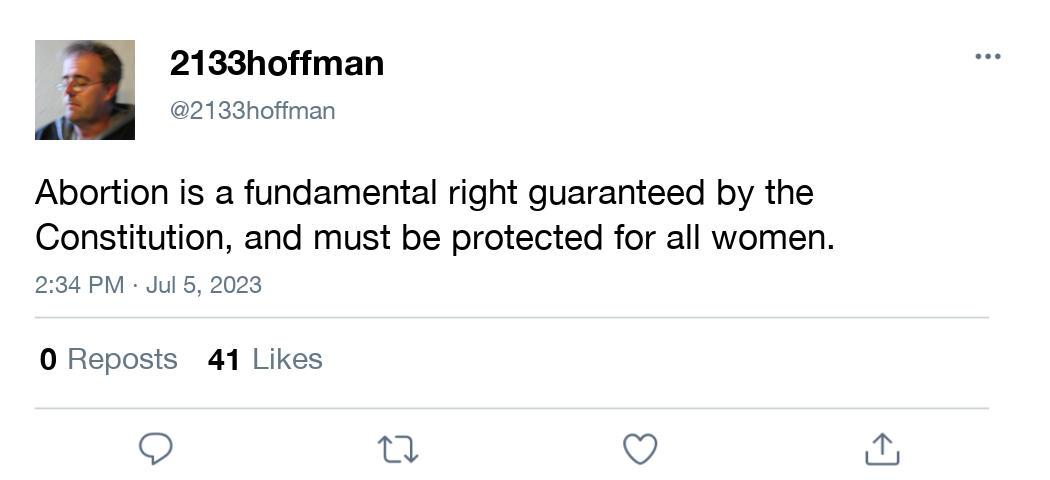 2133hoffman
@2133hoffman
Abortion is a fundamental right guaranteed by the
Constitution, and must be protected for all women.
2:34 PM · Jul 5, 2023
0 Reposts 41 Likes